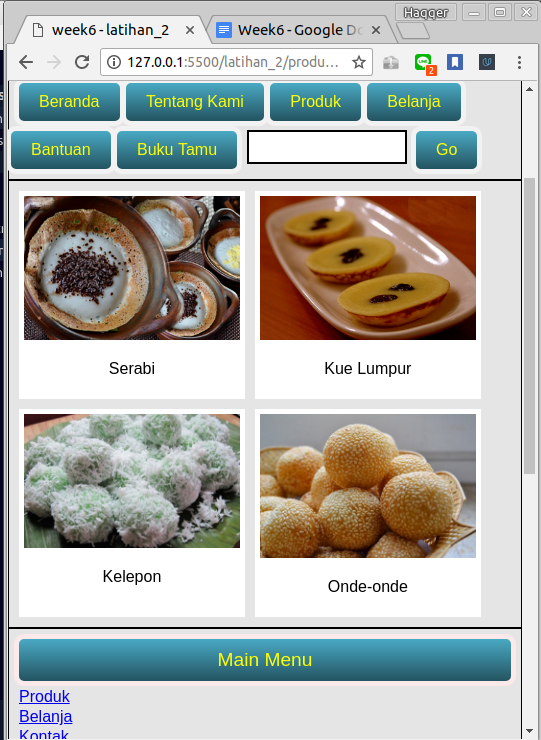 Hagger
week6-latihan_2
Week6 - Google Do
127.0.0.1:5500/latihan_2/produ…
2
Beranda
Tentang Kami
Produk
Belanja
Bantuan
Buku Tamu
Go
Serabi
Kue Lumpur
Kelepon
Onde-onde
Main Menu
Produk
Belanja
Kontak